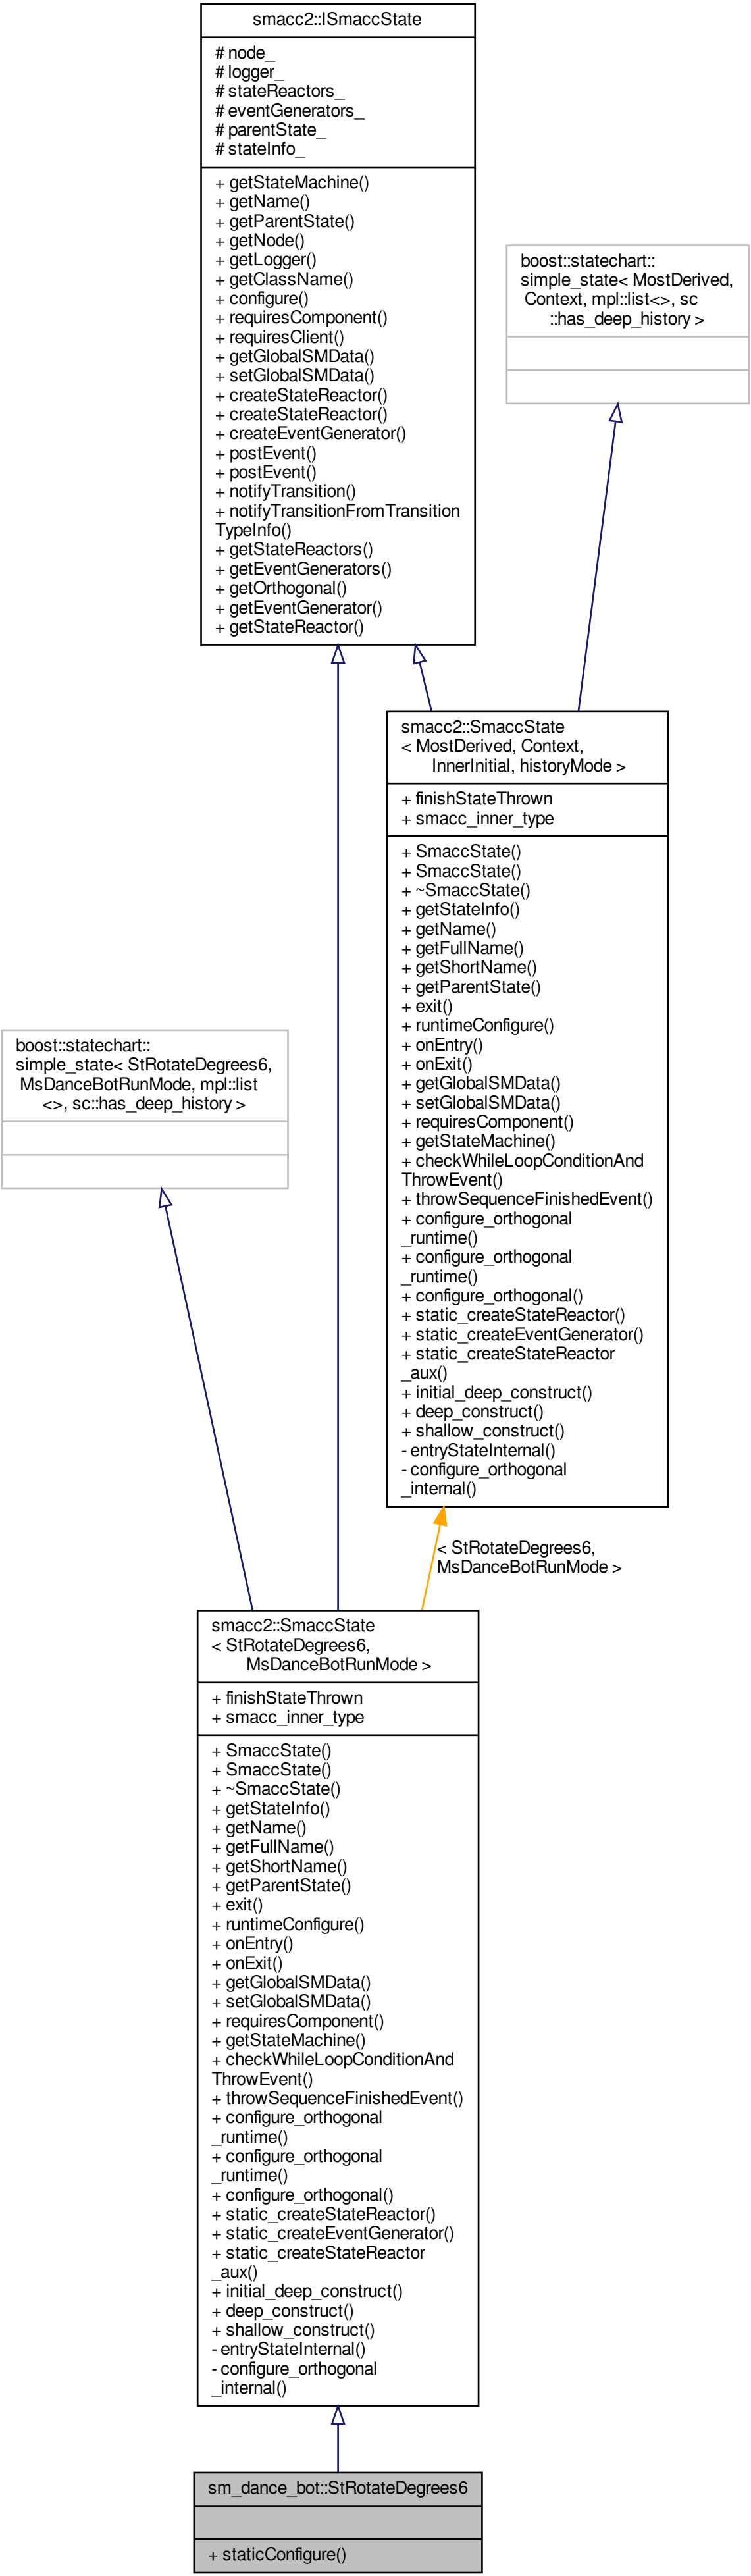 smacc2::ISmaccState
# node_
# logger_
# stateReactors_
# eventGenerators_
# parentState_
# stateInfo_
+ getStateMachine()
+ getName()
+ getParentState()
+ getNode()
+ getLogger()
+ getClassName()
+ configure()
+ requiresComponent()
+ requiresClient()
+ getGlobalSMData()
+ setGlobalSMData()
+ createStateReactor()
+ createStateReactor()
+ createEventGenerator()
+ postEvent()
+ postEvent()
+ notifyTransition()
+ notifyTransitionFromTransition
TypeInfo()
+ getStateReactors()
+ getEventGenerators()
+ getOrthogonal()
+ getEventGenerator()
+ getStateReactor()
boost::statechart::
simple_state< MostDerived,
Context, mpl::list<>, sc
::has_deep_history >
smacc2::SmaccState
< MostDerived, Context,
InnerInitial, historyMode >
+ finishStateThrown
+ smacc_inner_type
+ SmaccState()
+ SmaccState()
+ ~SmaccState()
+ getStateInfo()
+ getName()
+ getFullName()
+ getShortName()
+ getParentState()
+ exit()
+ runtimeConfigure()
+ onEntry()
+ onExit()
+ getGlobalSMData()
+ setGlobalSMData()
+ requiresComponent()
+ getStateMachine()
+ checkWhileLoopConditionAnd
ThrowEvent()
+ throwSequenceFinishedEvent()
+ configure_orthogonal
_runtime()
+ configure_orthogonal
_runtime()
+ configure_orthogonal()
+ static_createStateReactor()
+ static_createEventGenerator()
+ static_createStateReactor
_aux()
+ initial_deep_construct()
+ deep_construct()
+ shallow_construct()
- entryStateInternal()
- configure_orthogonal
_internal()
boost::statechart::
simple_state< StRotateDegrees6,
MsDanceBotRunMode, mpl::list
<>, sc::has_deep_history >
< StRotateDegrees6,
MsDanceBotRunMode >
smacc2::SmaccState
< StRotateDegrees6,
MsDanceBotRunMode >
+ finishStateThrown
+ smacc_inner_type
+ SmaccState()
+ SmaccState()
+ ~SmaccState()
+ getStateInfo()
+ getName()
+ getFullName()
+ getShortName()
+ getParentState()
+ exit()
+ runtimeConfigure()
+ onEntry()
+ onExit()
+ getGlobalSMData()
+ setGlobalSMData()
+ requiresComponent()
+ getStateMachine()
+ checkWhileLoopConditionAnd
ThrowEvent()
+ throwSequenceFinishedEvent()
+ configure_orthogonal
_runtime()
+ configure_orthogonal
_runtime()
+ configure_orthogonal()
+ static_createStateReactor()
+ static_createEventGenerator()
+ static_createStateReactor
_aux()
+ initial_deep_construct()
+ deep_construct()
+ shallow_construct()
- entryStateInternal()
- configure_orthogonal
_internal()
sm_dance_bot::StRotateDegrees6
+ staticConfigure()